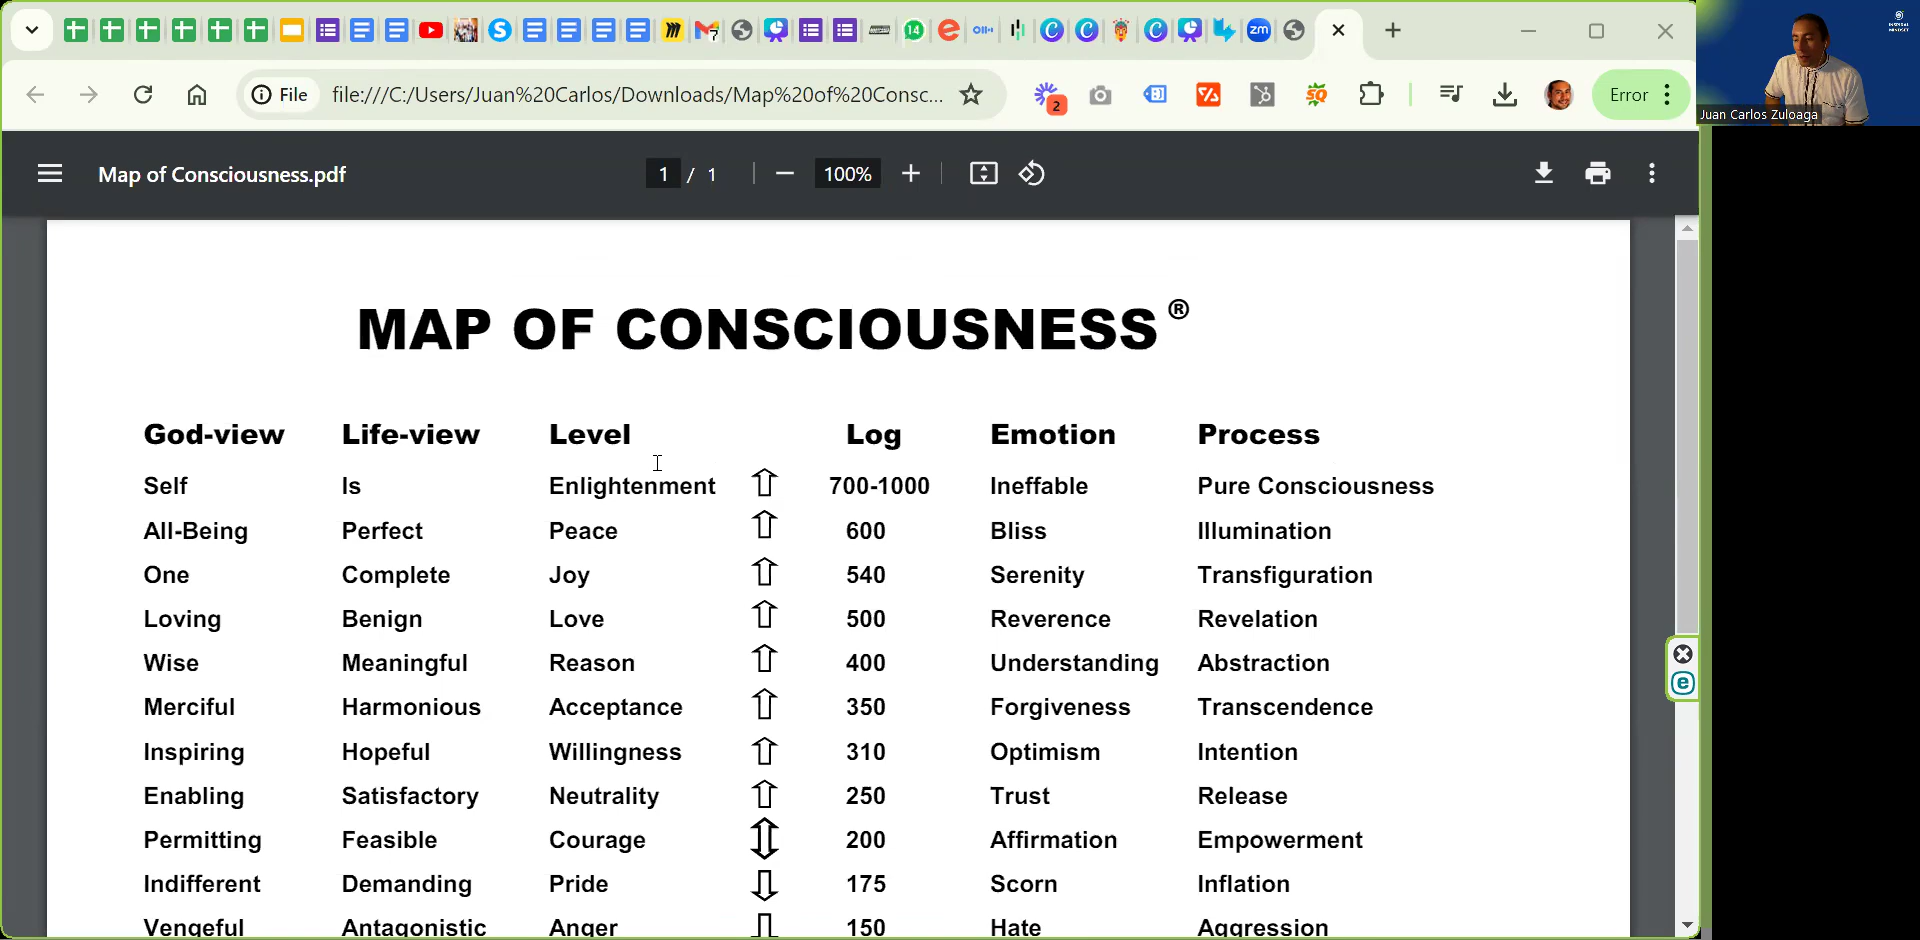 14
7
zm
File
file:///C:/Users/Juan%20Carlos/Downloads/Map%20of%20Consc...
2
Error
Juan Carlos Zuloaga
Map of Consciousness.pdf
1 / 1
100%
MAP OF CONSCIOUSNESS®
God-view Life-view Level Log Emotion Process
Self Is Enlightenment ⇧ 700-1000 Ineffable Pure Consciousness
All-Being Perfect Peace ⇧ 600 Bliss Illumination
One Complete Joy ⇧ 540 Serenity Transfiguration
Loving Benign Love ⇧ 500 Reverence Revelation
Wise Meaningful Reason ⇧ 400 Understanding Abstraction
Merciful Harmonious Acceptance ⇧ 350 Forgiveness Transcendence
Inspiring Hopeful Willingness ⇧ 310 Optimism Intention
Enabling Satisfactory Neutrality ⇧ 250 Trust Release
Permitting Feasible Courage ⇕ 200 Affirmation Empowerment
Indifferent Demanding Pride ⇩ 175 Scorn Inflation
Vengeful Antagonistic Anger ⇩ 150 Hate Aggression